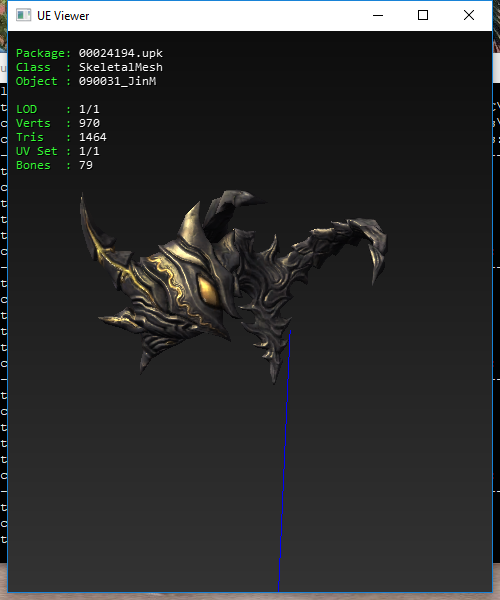 UE Viewer
Package: 00024194.upk
Class : SkeletalMesh
Object : 090031_JinM
LOD : 1/1
Verts : 970
Tris : 1464
UV Set : 1/1
Bones : 79